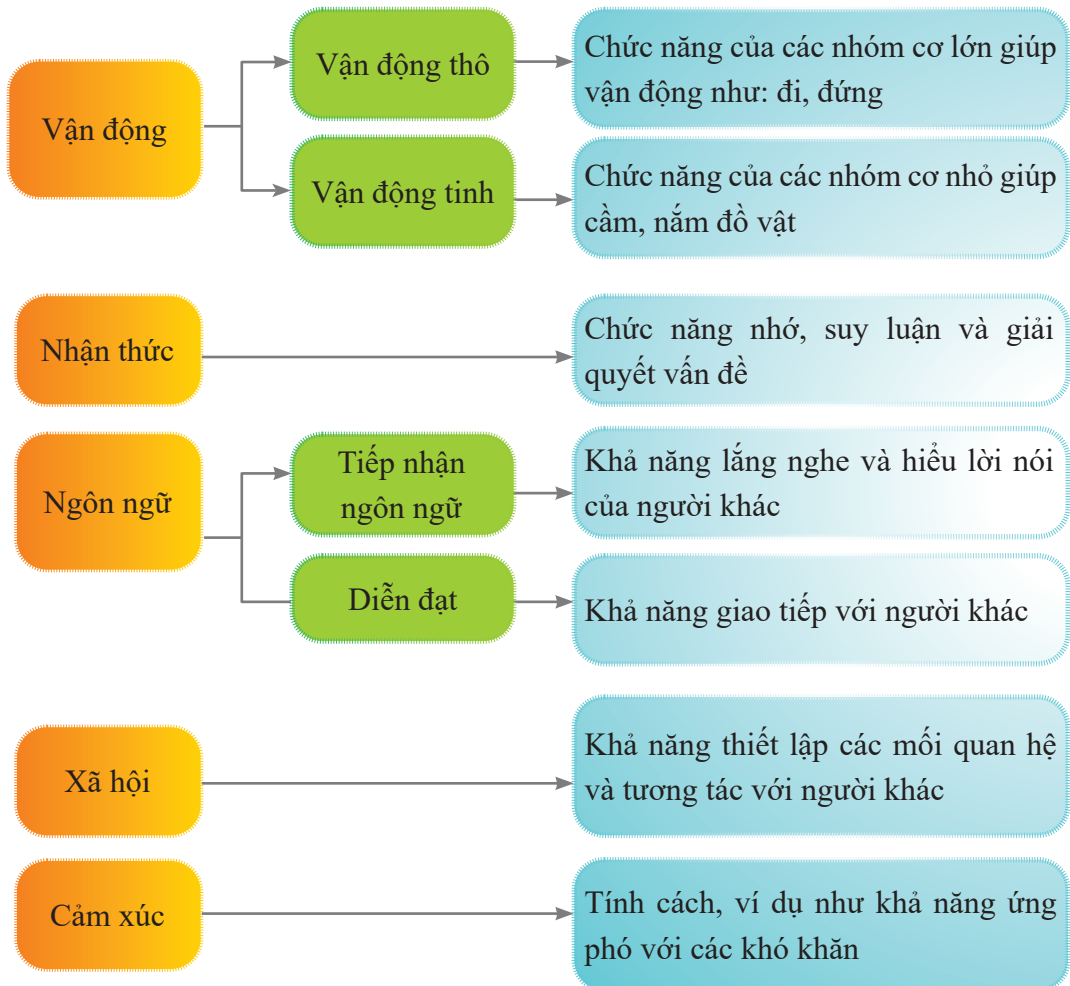 Vận động
Vận động thô
Chức năng của các nhóm cơ lớn giúp
vận động như: đi, đứng
Vận động tinh
Chức năng của các nhóm cơ nhỏ giúp
cầm, nắm đồ vật
Nhận thức
Chức năng nhớ, suy luận và giải
quyết vấn đề
Ngôn ngữ
Tiếp nhận
ngôn ngữ
Khả năng lắng nghe và hiểu lời nói
của người khác
Diễn đạt
Khả năng giao tiếp với người khác
Xã hội
Khả năng thiết lập các mối quan hệ
và tương tác với người khác
Cảm xúc
Tính cách, ví dụ như khả năng ứng
phó với các khó khăn